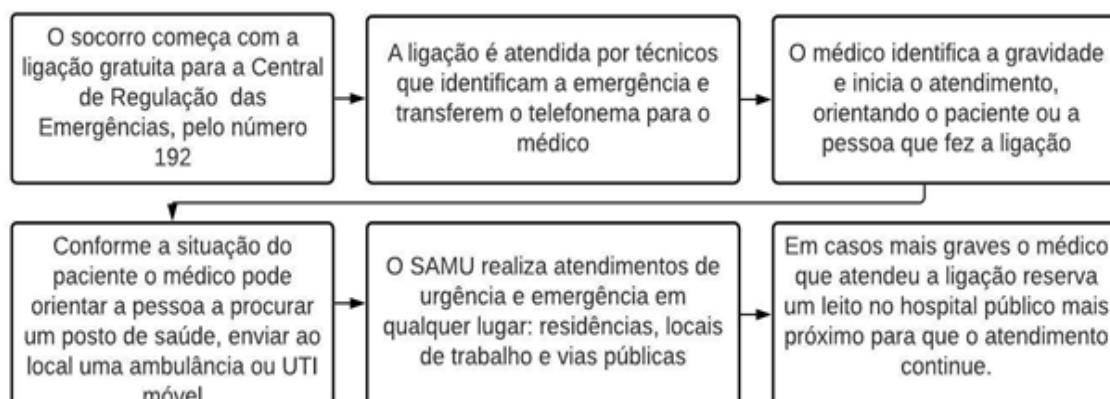 O socorro começa com a
ligação gratuita para a Central
de Regulação das
Emergências, pelo número
192
A ligação é atendida por técnicos
que identificam a emergência e
transferem o telefonema para o
médico
O médico identifica a gravidade
e inicia o atendimento,
orientando o paciente ou a
pessoa que fez a ligação
Conforme a situação do
paciente o médico pode
orientar a pessoa a procurar
um posto de saúde, enviar ao
local uma ambulância ou UTI
móvel
O SAMU realiza atendimentos de
urgência e emergência em
qualquer lugar: residências, locais
de trabalho e vias públicas
Em casos mais graves o médico
que atendeu a ligação reserva
um leito no hospital público mais
próximo para que o atendimento
continue.